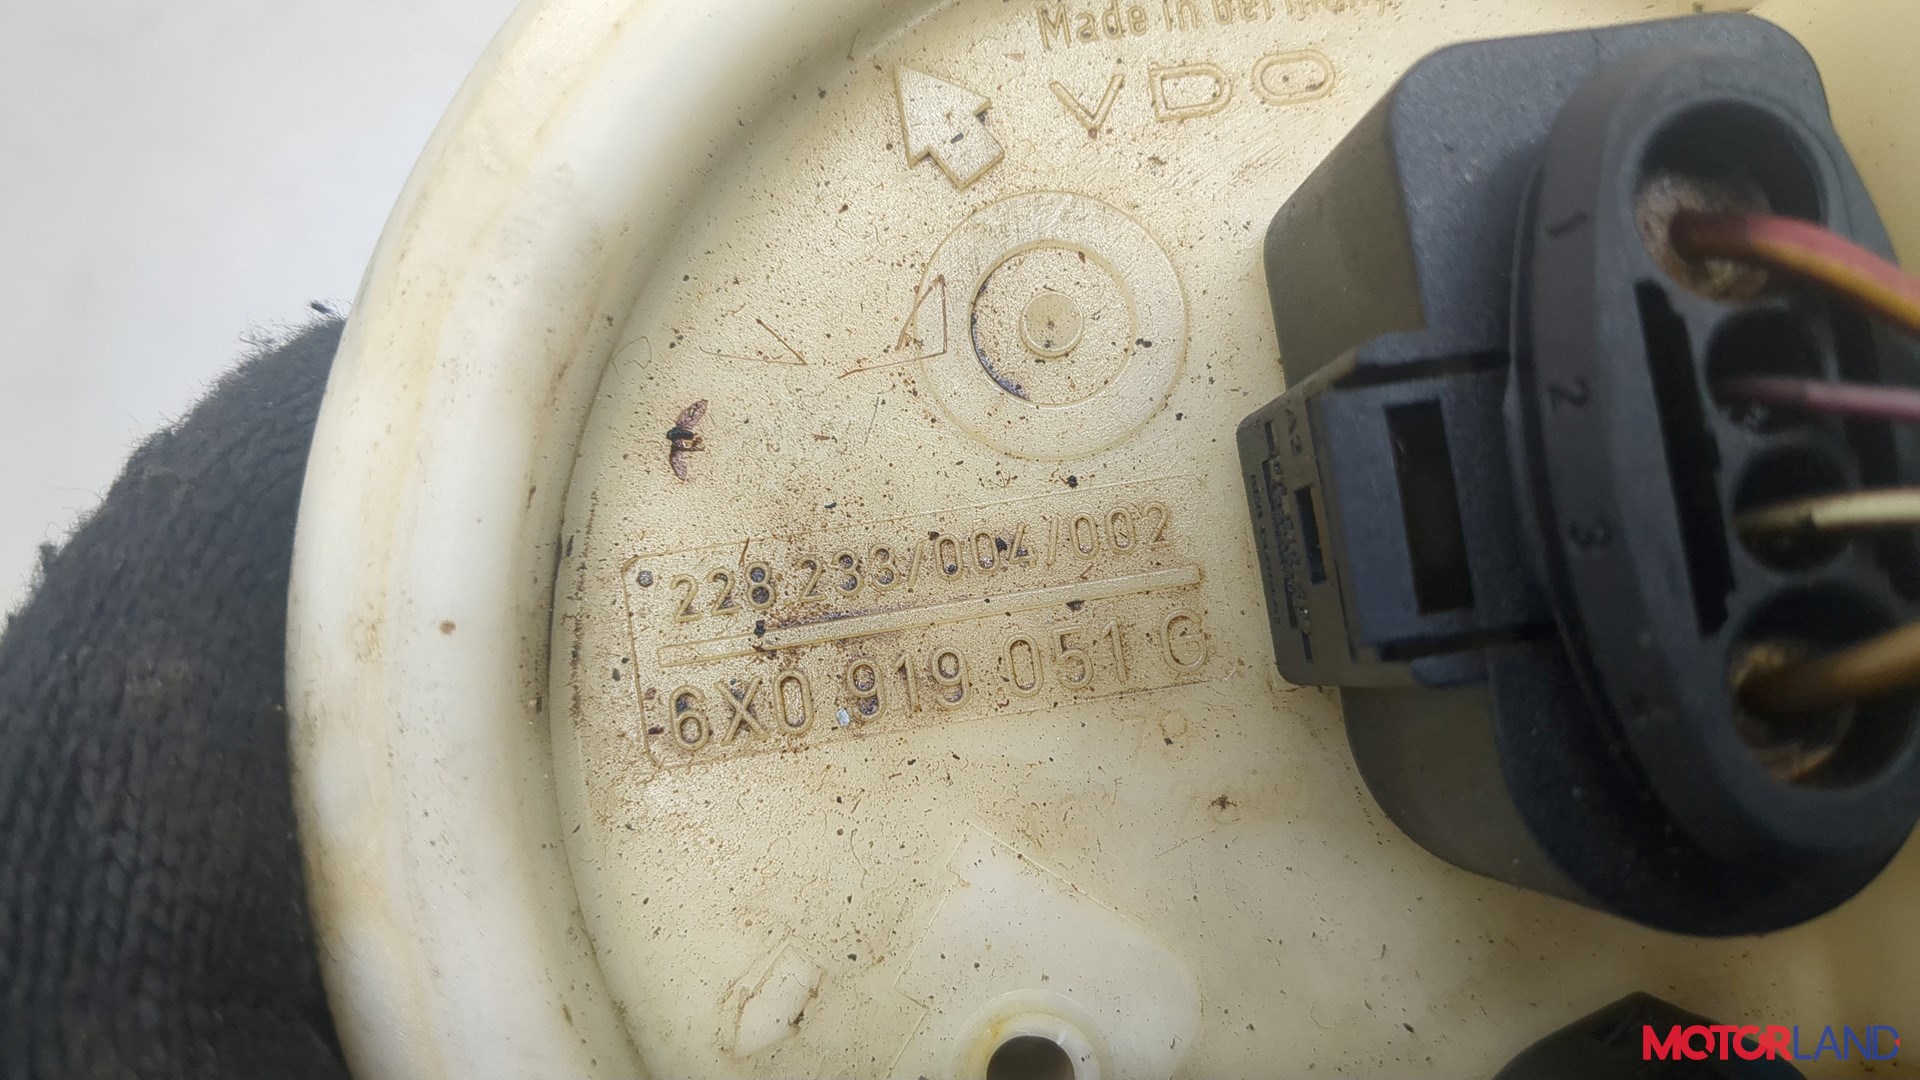 Made in Germany
VDO
228 233/004/002
6X0 919 051 G
1
2
3
MOTORLAND